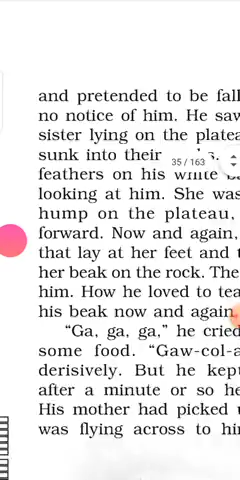 and pretended to be
no notice of him. He saw
sister lying on the
sunk into their
35 / 163
feathers on his white
looking at him. She was
hump on the plateau,
forward. Now and again,
that lay at her feet and
her beak on the rock. The
him. How he loved to
his beak now and again
“Ga, ga, ga,” he cried
some food. “Gaw-col-a
derisively. But he kept
after a minute or so he
His mother had picked
was flying across to